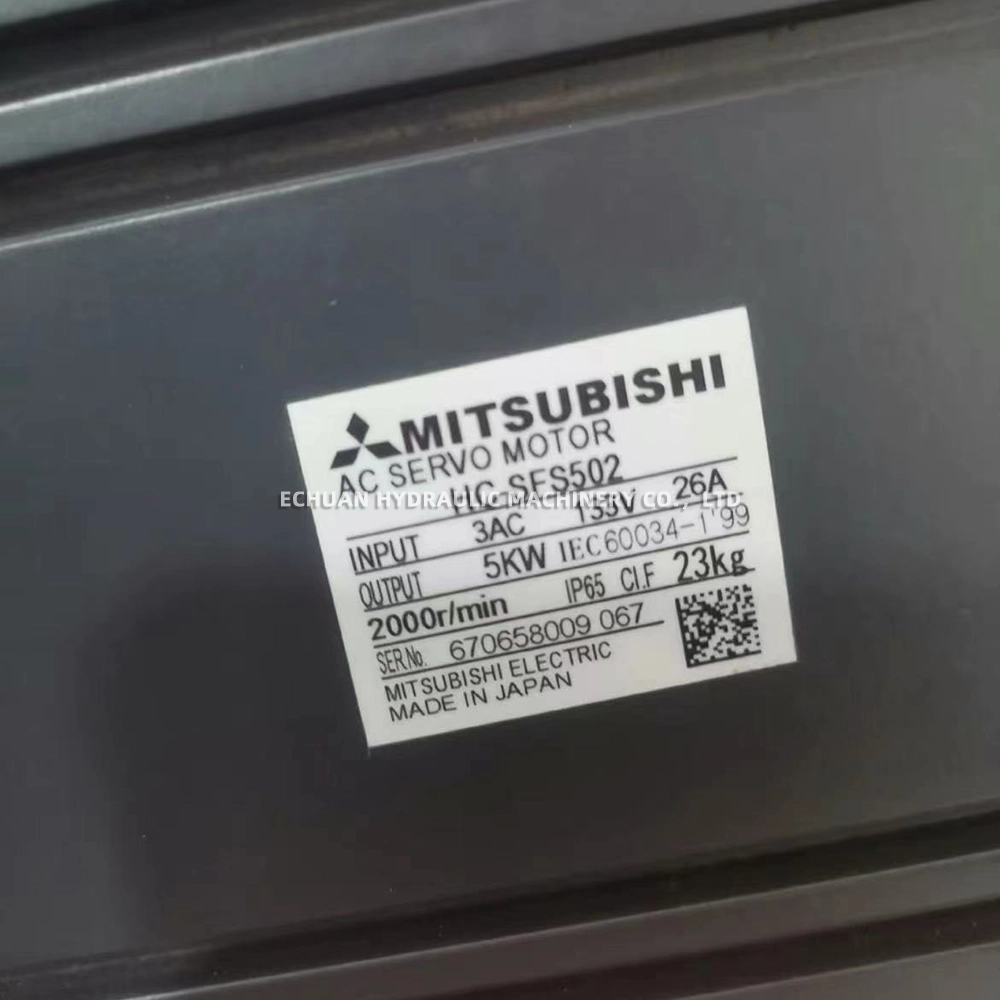 MITSUBISHI
AC SERVO MOTOR
HC-SFS502
ECHUAN HYDRAULIC MACHINERY CO., LTD
INPUT 3AC 26A
OUTPUT 5KW IEC60034-1'99
2000r/min IP65 CI.F 23kg
SER.No. 670658009 067
MITSUBISHI ELECTRIC
MADE IN JAPAN